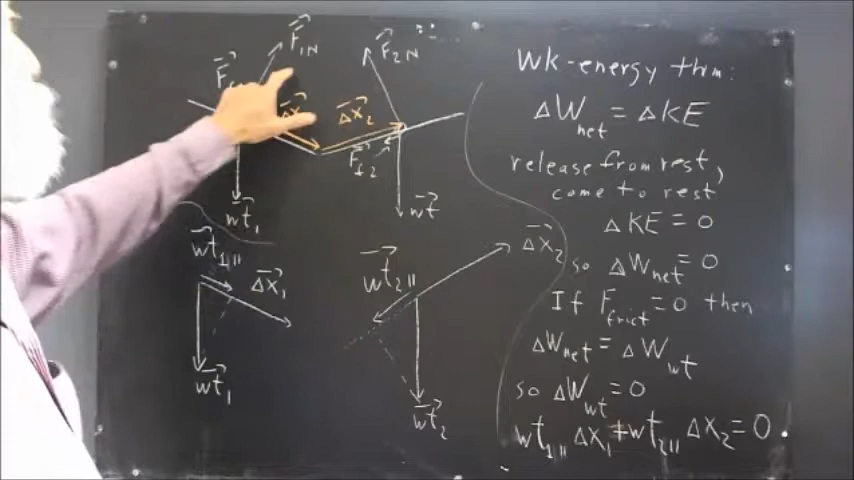 F→1N
F→2N
Δx→2
F→f2
wt→1
wt→
wt→1||
Δx→1
wt→2||
Δx→2
wt→1
wt→2
Wk-energy thm:
ΔWnet = ΔKE
release from rest,
come to rest
ΔKE = 0
so ΔWnet = 0
If Ffrict = 0 then
ΔWnet = ΔWwt
so ΔWwt = 0
wt1|| Δx1 + wt2|| Δx2 = 0